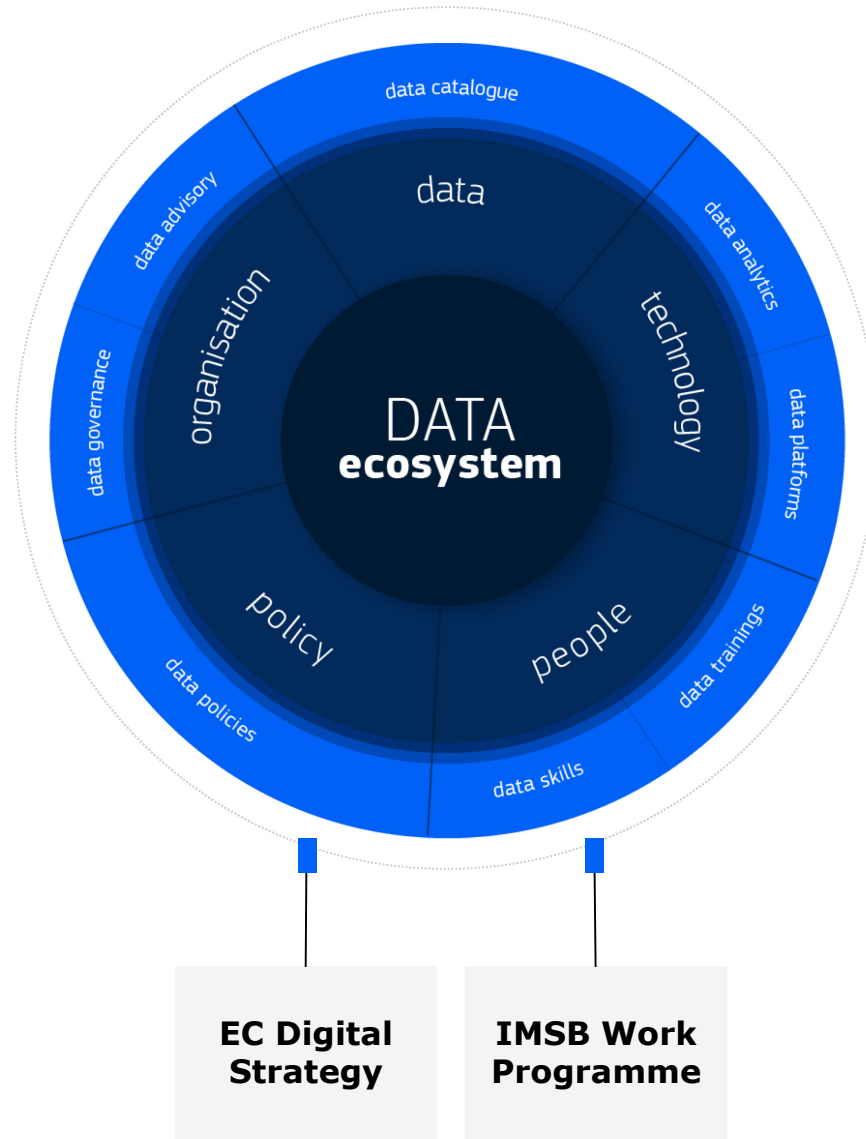 data catalogue
data advisory
data analytics
data
organisation
technology
DATA
ecosystem
data governance
data platforms
policy
people
data policies
data trainings
data skills
EC Digital
Strategy
IMSB Work
Programme